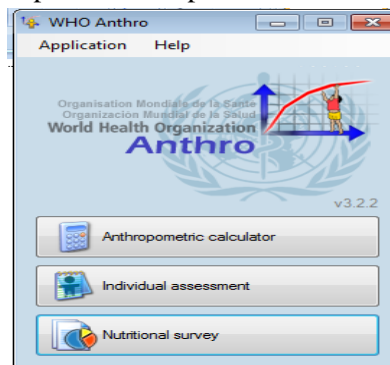 WHO Anthro
Application Help
Organisation Mondiale de la Santé
Organización Mundial de la Salud
World Health Organization
Anthro
v3.2.2
Anthropometric calculator
Individual assessment
Nutritional survey